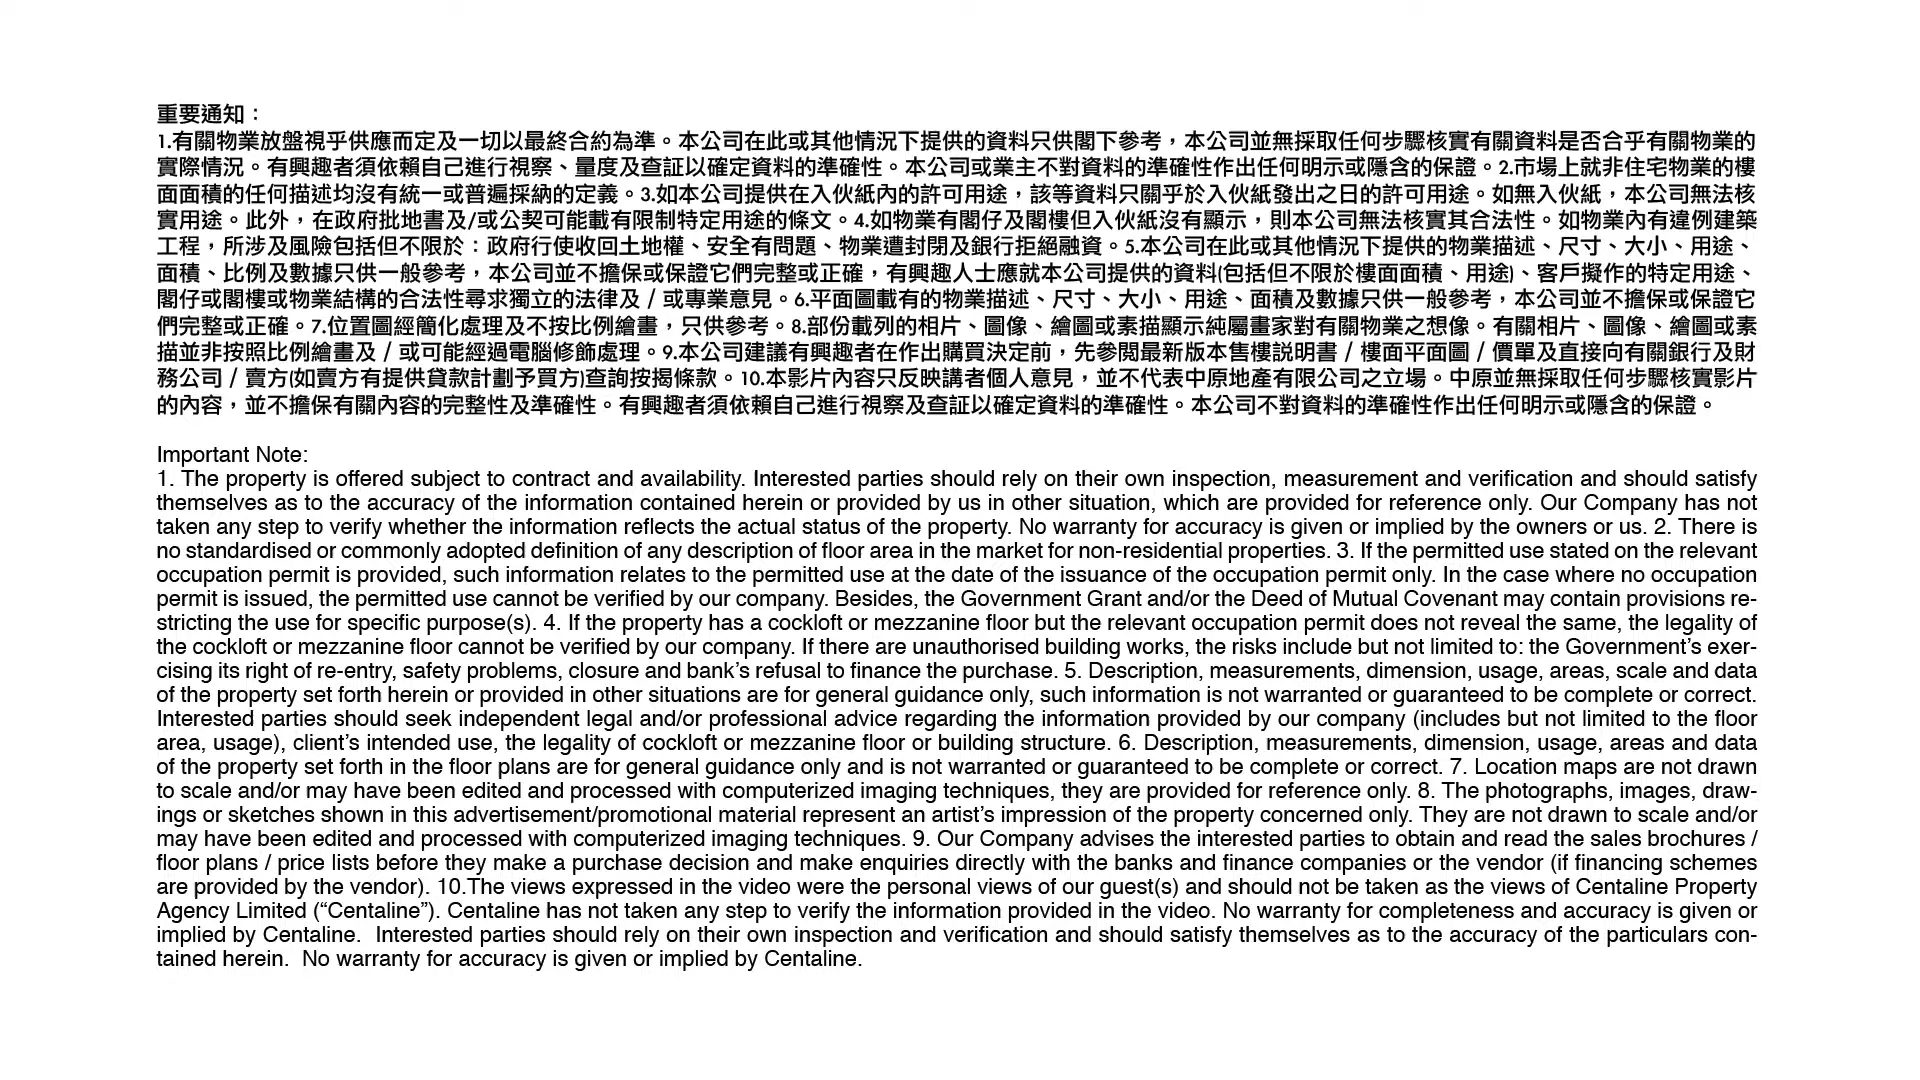 重要通知：
1.有關物業放盤視乎供應而定及一切以最終合約為準。本公司在此或其他情況下提供的資料只供閣下參考，本公司並無採取任何步驟核實有關資料是否合乎有關物業的
實際情況。有興趣者須依賴自己進行視察、量度及查証以確定資料的準確性。本公司或業主不對資料的準確性作出任何明示或隱含的保證。2.市場上就非住宅物業的樓
面面積的任何描述均沒有統一或普遍採納的定義。3.如本公司提供在入伙紙內的許可用途，該等資料只關乎於入伙紙發出之日的許可用途。如無入伙紙，本公司無法核
實用途。此外，在政府批地書及/或公契可能載有限制特定用途的條文。4.如物業有閣仔及閣樓但入伙紙沒有顯示，則本公司無法核實其合法性。如物業內有違例建築
工程，所涉及風險包括但不限於：政府行使收回土地權、安全有問題、物業遭封閉及銀行拒絕融資。5.本公司在此或其他情況下提供的物業描述、尺寸、大小、用途、
面積、比例及數據只供一般參考，本公司並不擔保或保證它們完整或正確，有興趣人士應就本公司提供的資料(包括但不限於樓面面積、用途)、客戶擬作的特定用途、
閣仔或閣樓或物業結構的合法性尋求獨立的法律及 / 或專業意見。6.平面圖載有的物業描述、尺寸、大小、用途、面積及數據只供一般參考，本公司並不擔保或保證它
們完整或正確。7.位置圖經簡化處理及不按比例繪畫，只供參考。8.部份載列的相片、圖像、繪圖或素描顯示純屬畫家對有關物業之想像。有關相片、圖像、繪圖或素
描並非按照比例繪畫及 / 或可能經過電腦修飾處理。9.本公司建議有興趣者在作出購買決定前，先參閱最新版本售樓説明書 / 樓面平面圖 / 價單及直接向有關銀行及財
務公司 / 賣方(如賣方有提供貸款計劃予買方)查詢按揭條款。10.本影片內容只反映講者個人意見，並不代表中原地產有限公司之立場。中原並無採取任何步驟核實影片
的內容，並不擔保有關內容的完整性及準確性。有興趣者須依賴自己進行視察及查証以確定資料的準確性。本公司不對資料的準確性作出任何明示或隱含的保證。
Important Note:
1. The property is offered subject to contract and availability. Interested parties should rely on their own inspection, measurement and verification and should satisfy
themselves as to the accuracy of the information contained herein or provided by us in other situation, which are provided for reference only. Our Company has not
taken any step to verify whether the information reflects the actual status of the property. No warranty for accuracy is given or implied by the owners or us. 2. There is
no standardised or commonly adopted definition of any description of floor area in the market for non-residential properties. 3. If the permitted use stated on the relevant
occupation permit is provided, such information relates to the permitted use at the date of the issuance of the occupation permit only. In the case where no occupation
permit is issued, the permitted use cannot be verified by our company. Besides, the Government Grant and/or the Deed of Mutual Covenant may contain provisions re-
stricting the use for specific purpose(s). 4. If the property has a cockloft or mezzanine floor but the relevant occupation permit does not reveal the same, the legality of
the cockloft or mezzanine floor cannot be verified by our company. If there are unauthorised building works, the risks include but not limited to: the Government’s exer-
cising its right of re-entry, safety problems, closure and bank’s refusal to finance the purchase. 5. Description, measurements, dimension, usage, areas, scale and data
of the property set forth herein or provided in other situations are for general guidance only, such information is not warranted or guaranteed to be complete or correct.
Interested parties should seek independent legal and/or professional advice regarding the information provided by our company (includes but not limited to the floor
area, usage), client’s intended use, the legality of cockloft or mezzanine floor or building structure. 6. Description, measurements, dimension, usage, areas and data
of the property set forth in the floor plans are for general guidance only and is not warranted or guaranteed to be complete or correct. 7. Location maps are not drawn
to scale and/or may have been edited and processed with computerized imaging techniques, they are provided for reference only. 8. The photographs, images, draw-
ings or sketches shown in this advertisement/promotional material represent an artist’s impression of the property concerned only. They are not drawn to scale and/or
may have been edited and processed with computerized imaging techniques. 9. Our Company advises the interested parties to obtain and read the sales brochures /
floor plans / price lists before they make a purchase decision and make enquiries directly with the banks and finance companies or the vendor (if financing schemes
are provided by the vendor). 10.The views expressed in the video were the personal views of our guest(s) and should not be taken as the views of Centaline Property
Agency Limited (“Centaline”). Centaline has not taken any step to verify the information provided in the video. No warranty for completeness and accuracy is given or
implied by Centaline.  Interested parties should rely on their own inspection and verification and should satisfy themselves as to the accuracy of the particulars con-
tained herein.  No warranty for accuracy is given or implied by Centaline.